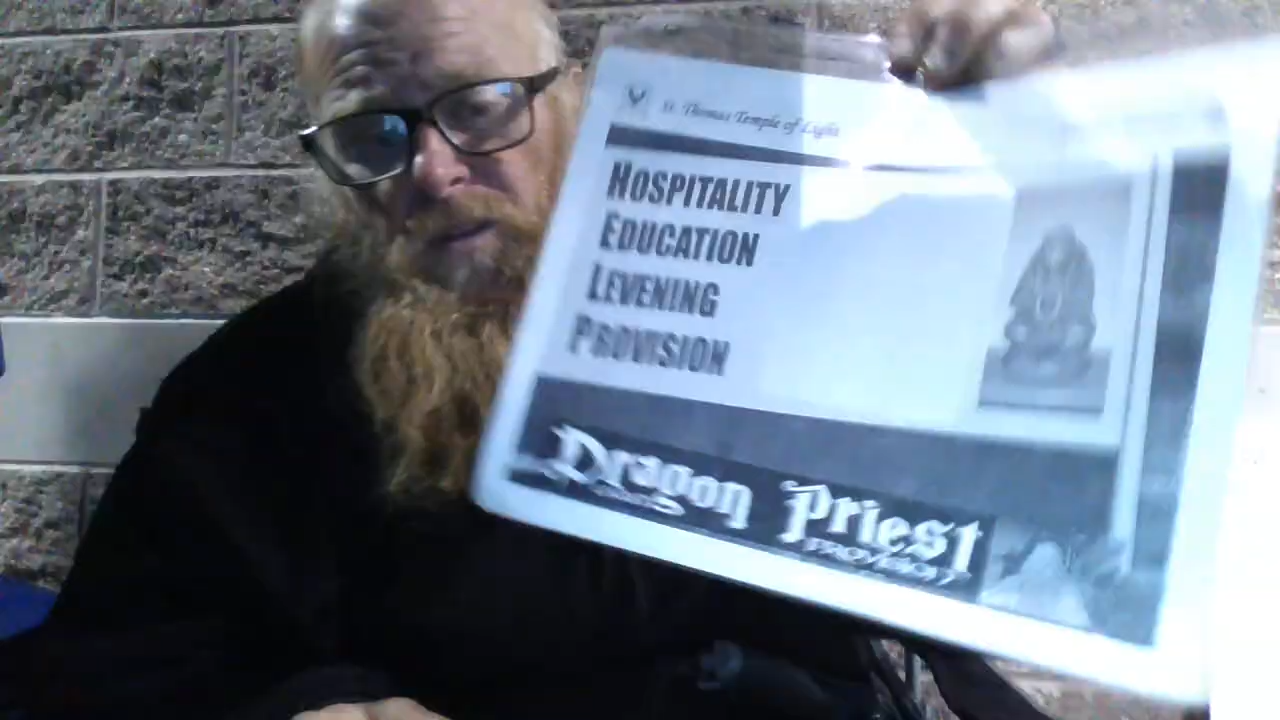 St. Thomas Temple of Light
HOSPITALITY
EDUCATION
LEVENING
PROVISION
Dragon Priest